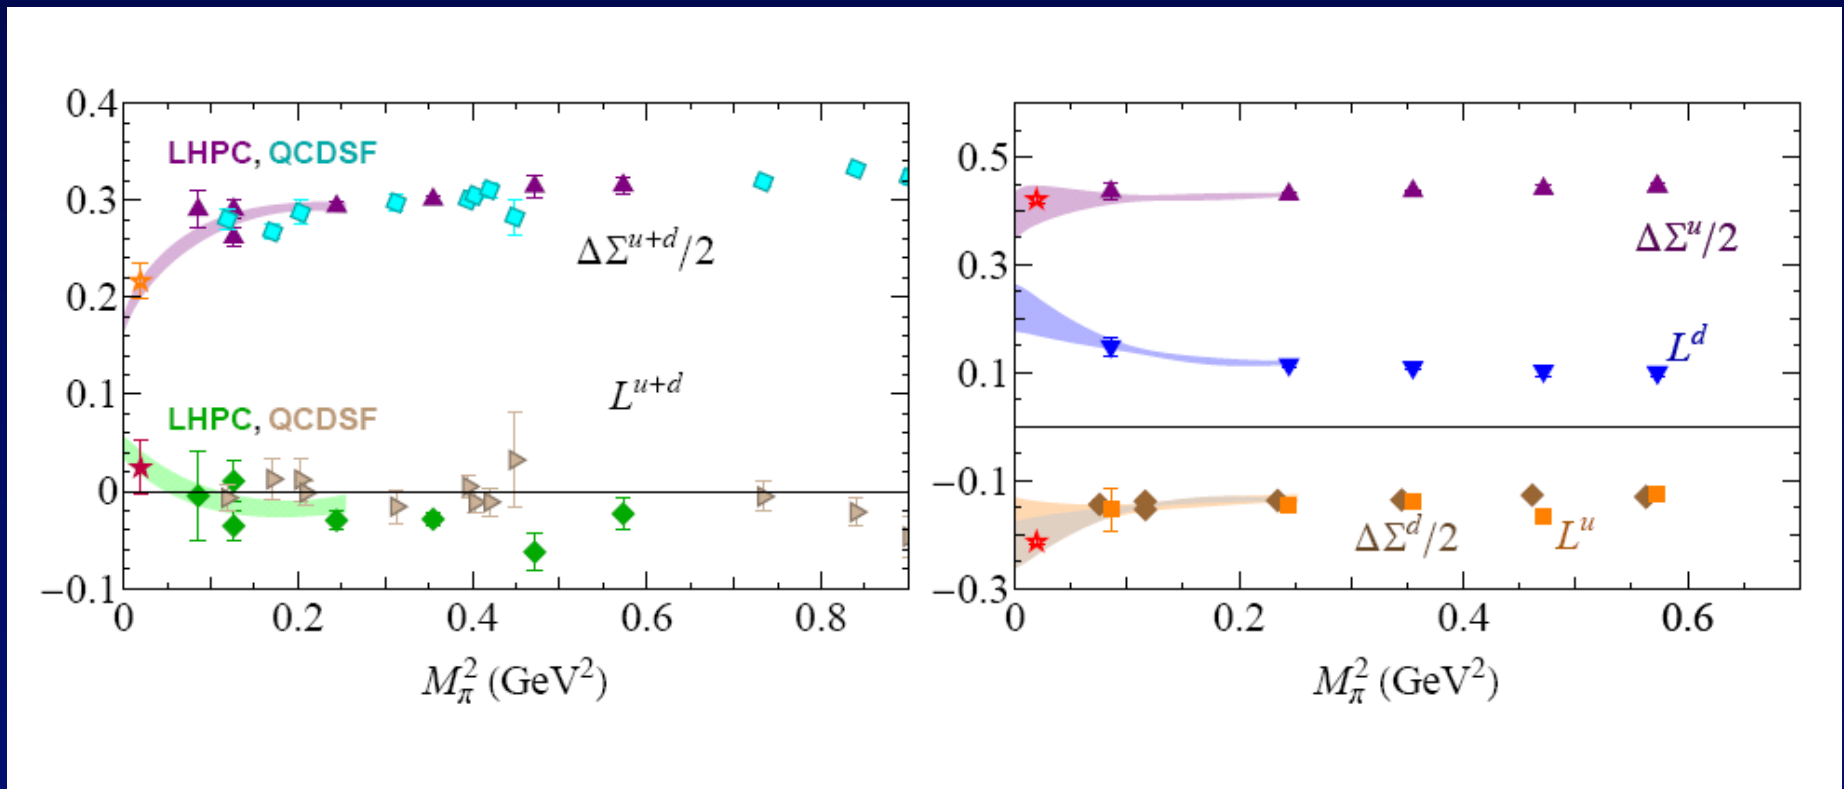 0.4
LHPC, QCDSF
0.3
ΔΣ^{u+d}/2
0.2
L^{u+d}
0.1
LHPC, QCDSF
0
−0.1
0 0.2 0.4 0.6 0.8
M_π^2 (GeV^2)
0.5
ΔΣ^u/2
0.3
L^d
0.1
−0.1
ΔΣ^d/2 L^u
−0.3
0 0.2 0.4 0.6
M_π^2 (GeV^2)